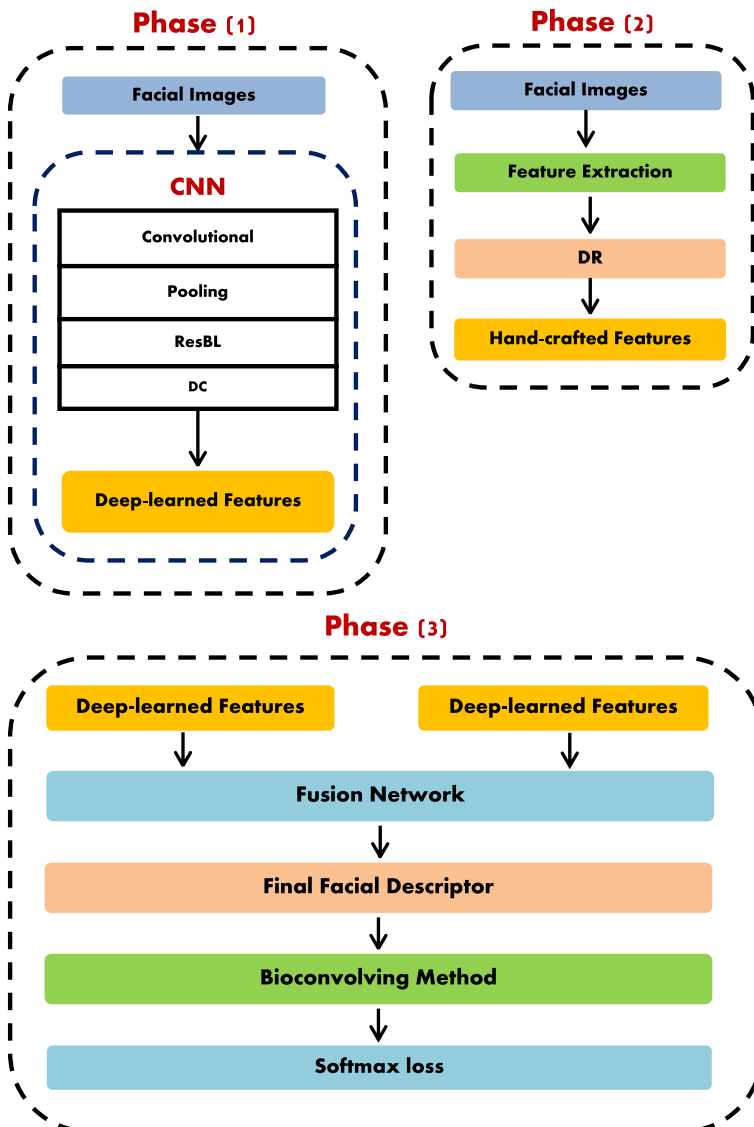 Phase (1)
Facial Images
CNN
Convolutional
Pooling
ResBL
DC
Deep-learned Features
Phase (2)
Facial Images
Feature Extraction
DR
Hand-crafted Features
Phase (3)
Deep-learned Features
Deep-learned Features
Fusion Network
Final Facial Descriptor
Bioconvolving Method
Softmax loss